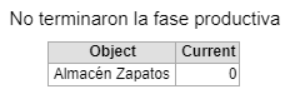 No terminaron la fase productiva
Object Current
Almacén Zapatos 0